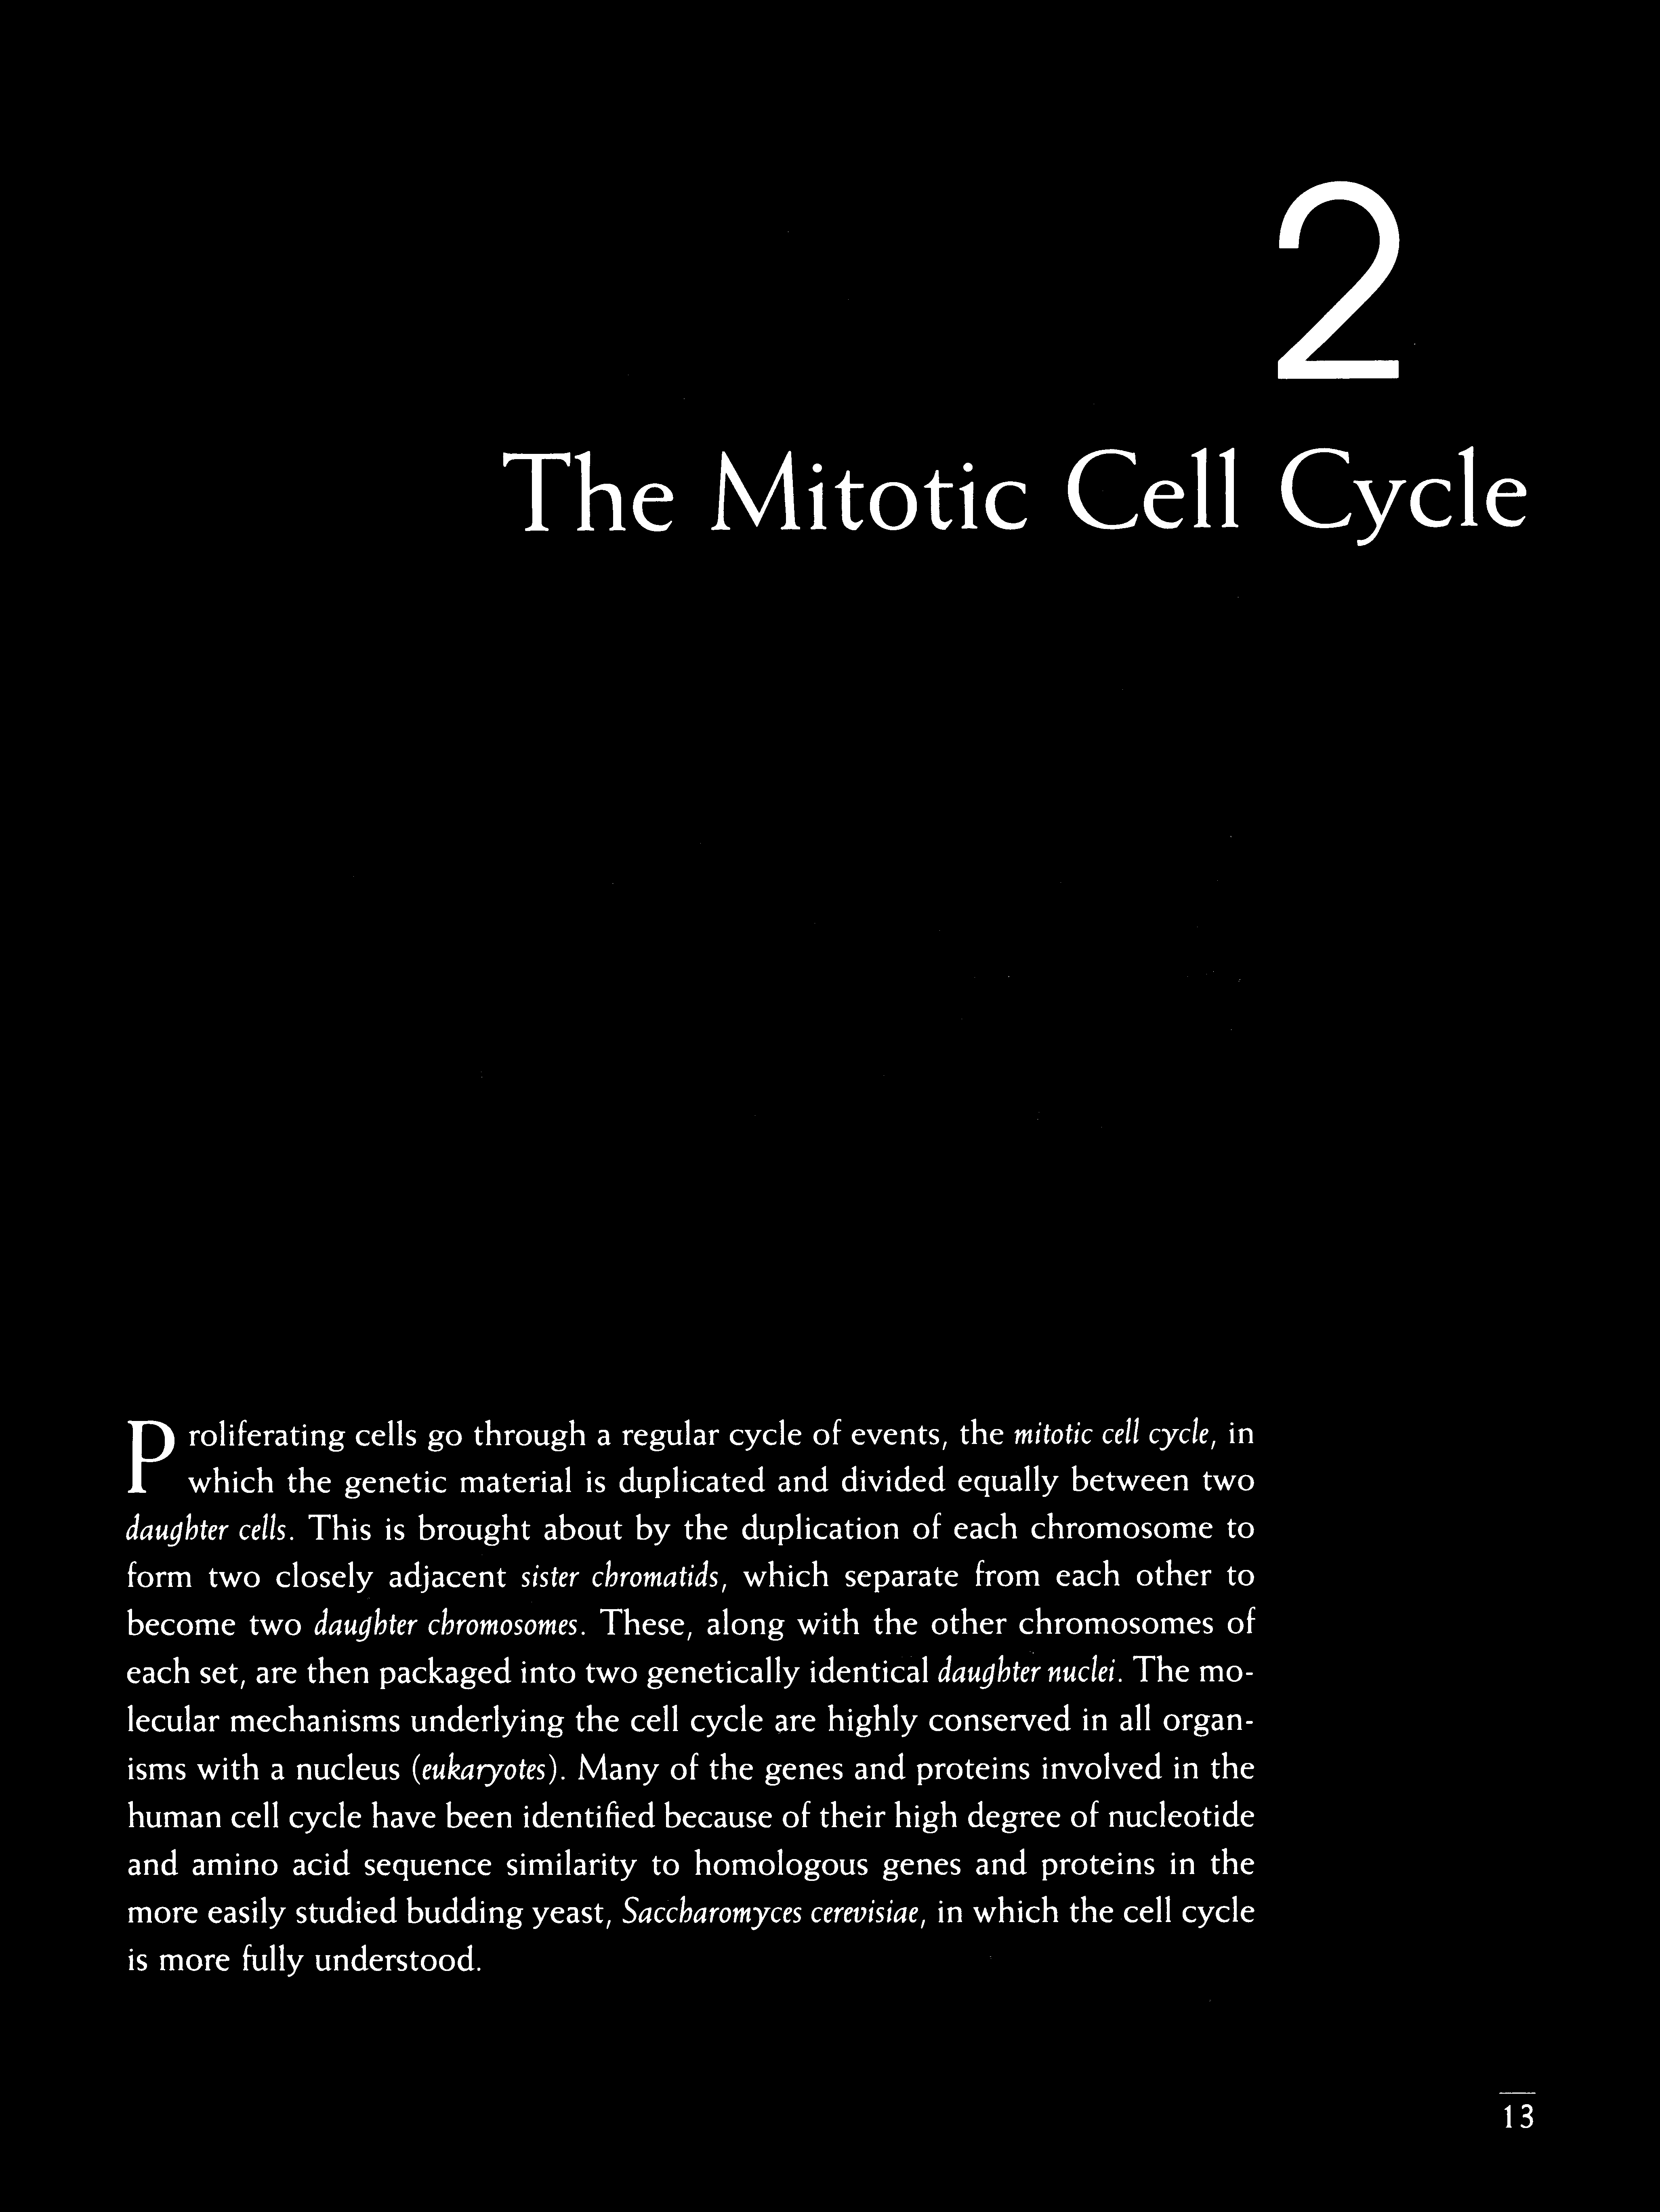 2
The Mitotic Cell Cycle
Proliferating cells go through a regular cycle of events, the mitotic cell cycle, in
which the genetic material is duplicated and divided equally between two
daughter cells. This is brought about by the duplication of each chromosome to
form two closely adjacent sister chromatids, which separate from each other to
become two daughter chromosomes. These, along with the other chromosomes of
each set, are then packaged into two genetically identical daughter nuclei. The mo-
lecular mechanisms underlying the cell cycle are highly conserved in all organ-
isms with a nucleus (eukaryotes). Many of the genes and proteins involved in the
human cell cycle have been identified because of their high degree of nucleotide
and amino acid sequence similarity to homologous genes and proteins in the
more easily studied budding yeast, Saccharomyces cerevisiae, in which the cell cycle
is more fully understood.
13